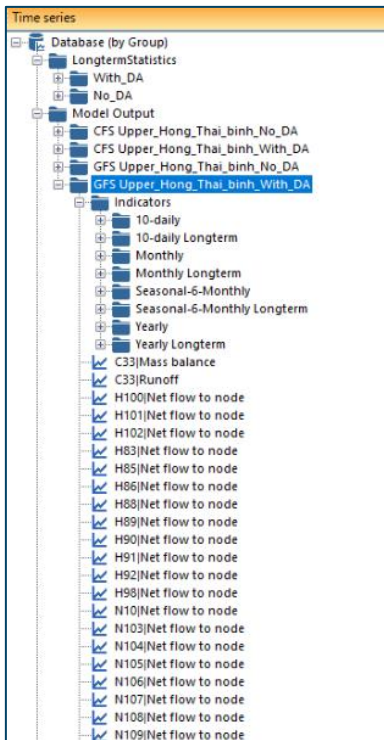 Time series
Database (by Group)
LongtermStatistics
With_DA
No_DA
Model Output
CFS Upper_Hong_Thai_binh_No_DA
CFS Upper_Hong_Thai_binh_With_DA
GFS Upper_Hong_Thai_binh_No_DA
GFS Upper_Hong_Thai_binh_With_DA
Indicators
10-daily
10-daily Longterm
Monthly
Monthly Longterm
Seasonal-6-Monthly
Seasonal-6-Monthly Longterm
Yearly
Yearly Longterm
C33|Mass balance
C33|Runoff
H100|Net flow to node
H101|Net flow to node
H102|Net flow to node
H83|Net flow to node
H85|Net flow to node
H86|Net flow to node
H88|Net flow to node
H89|Net flow to node
H90|Net flow to node
H91|Net flow to node
H92|Net flow to node
H98|Net flow to node
N10|Net flow to node
N103|Net flow to node
N104|Net flow to node
N105|Net flow to node
N106|Net flow to node
N107|Net flow to node
N108|Net flow to node
N109|Net flow to node